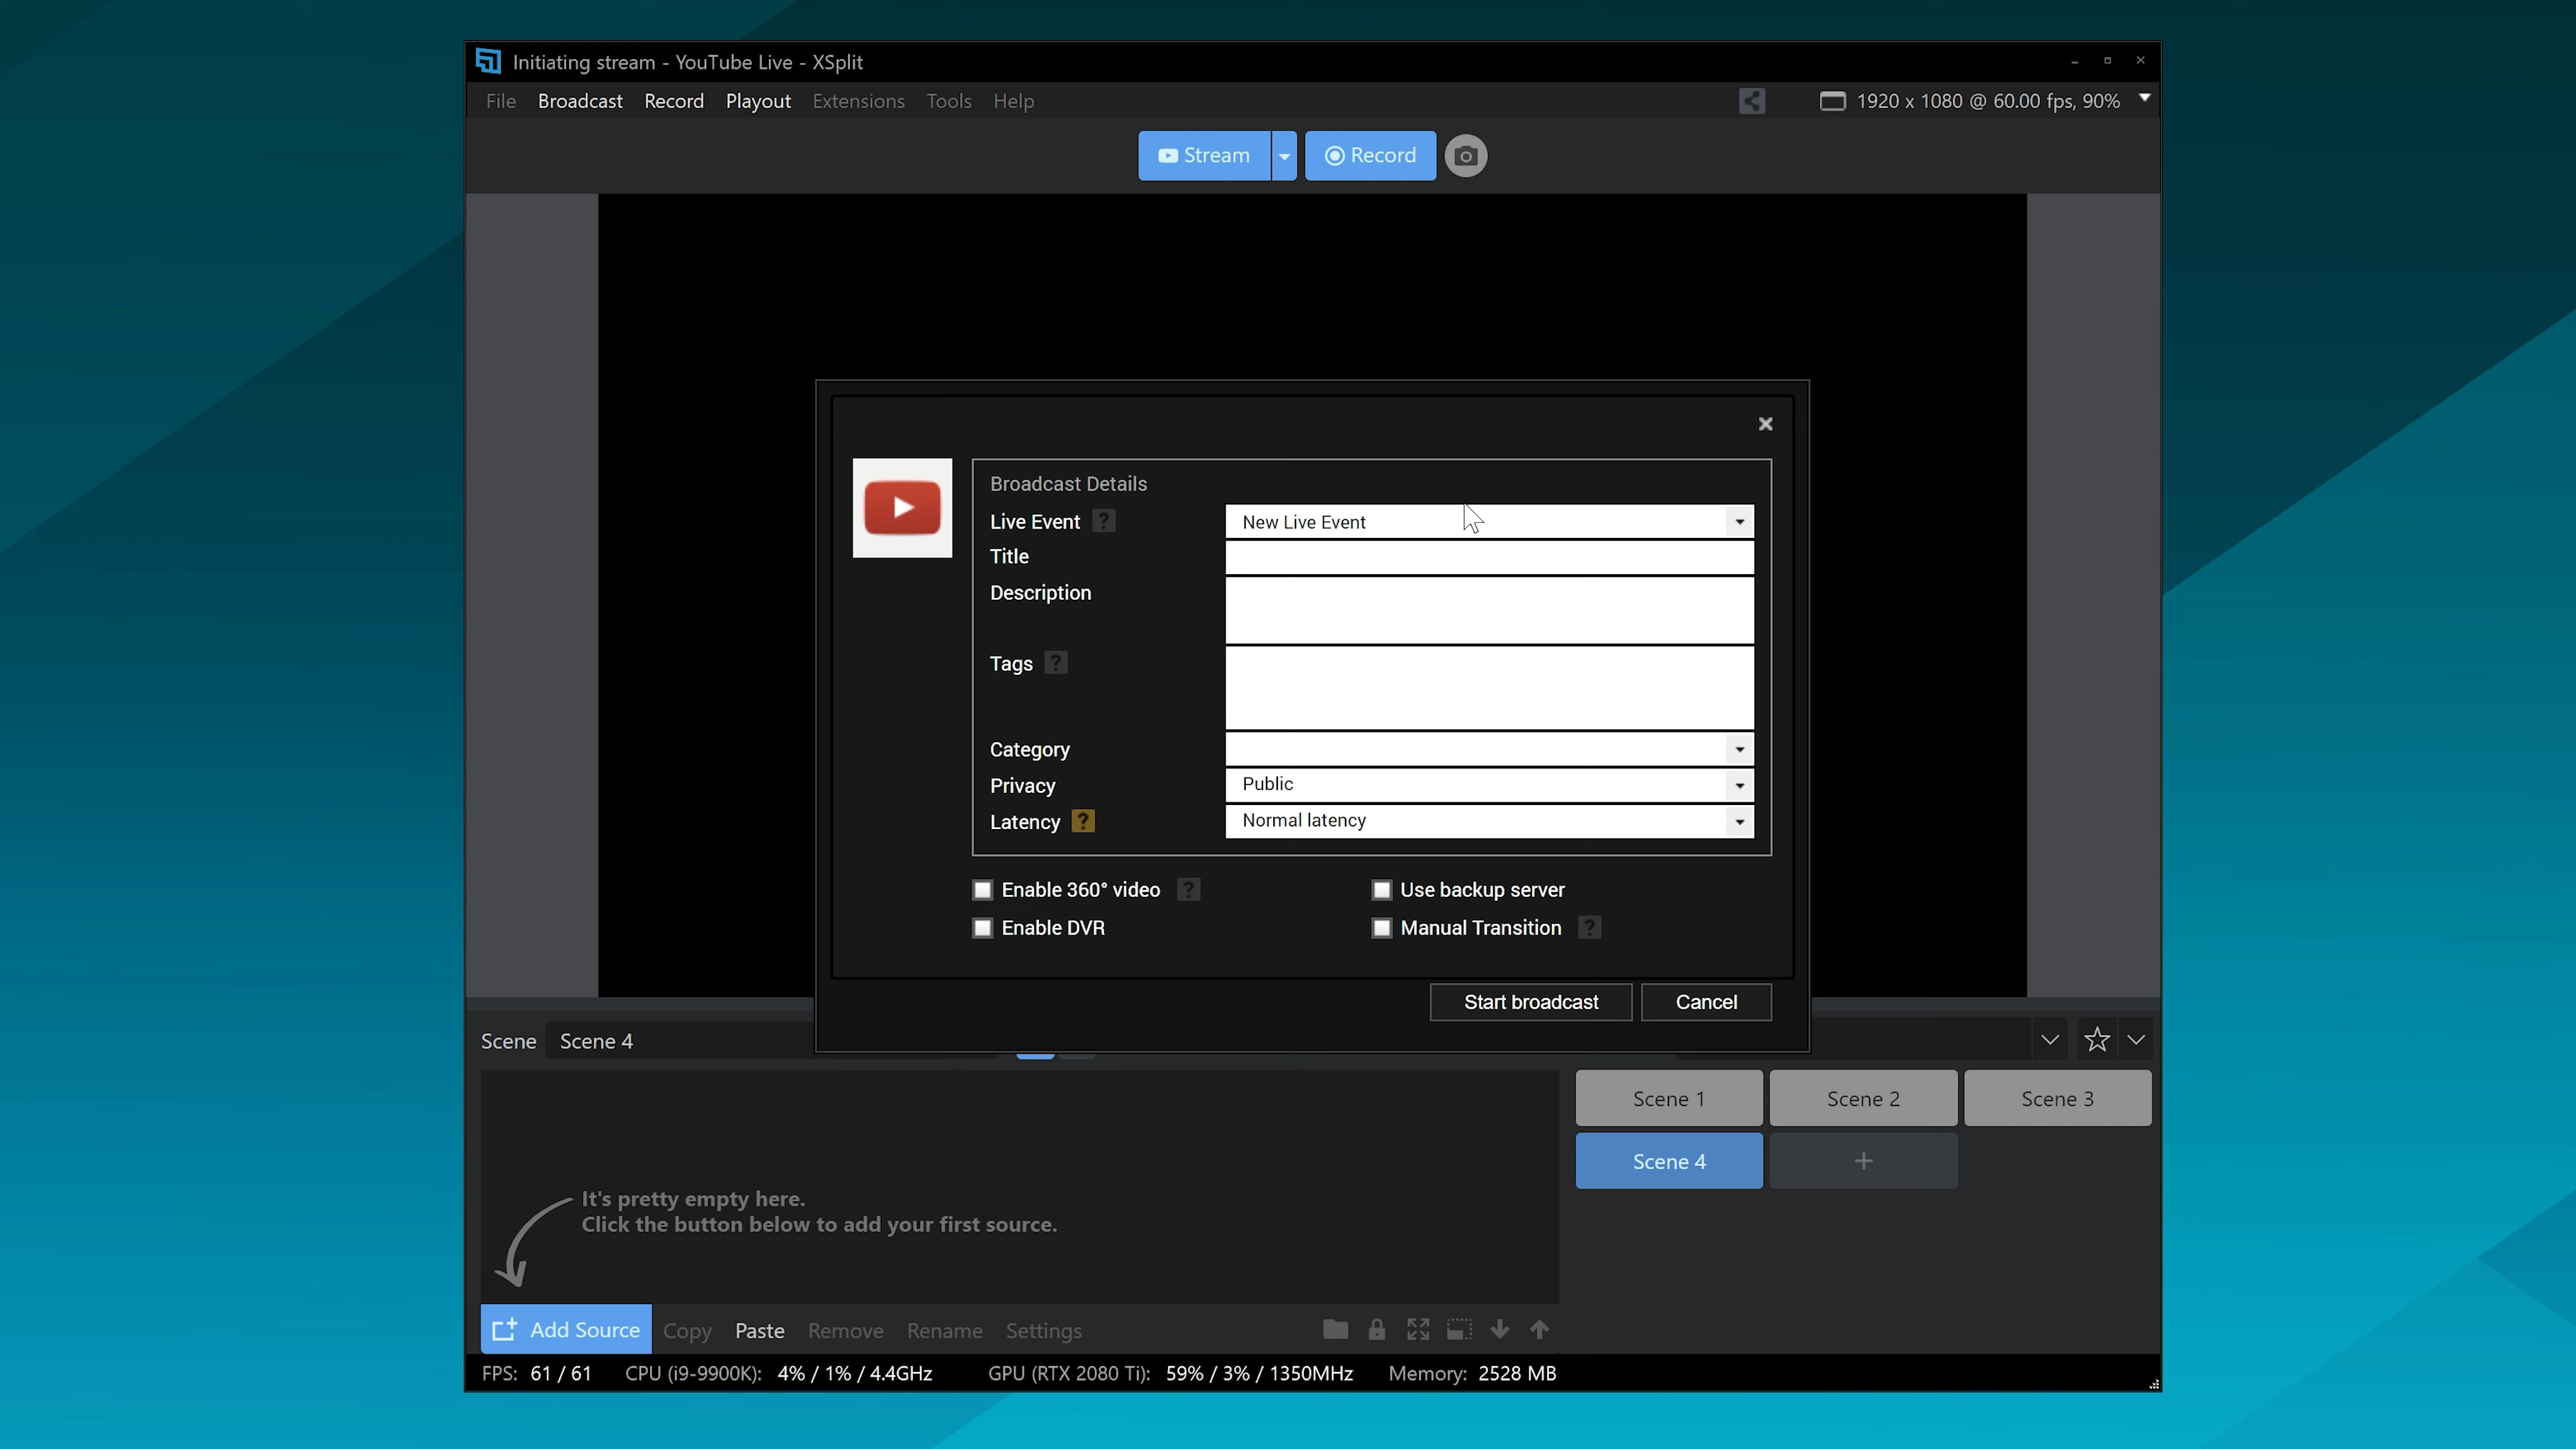 Initiating stream - YouTube Live - XSplit
File Broadcast Record Playout Extensions Tools Help
1920 x 1080 @ 60.00 fps, 90%
Stream Record
Broadcast Details
Live Event ? New Live Event
Title
Description
Tags ?
Category
Privacy Public
Latency ? Normal latency
Enable 360° video ? Use backup server
Enable DVR Manual Transition ?
Start broadcast Cancel
Scene Scene 4
Scene 1 Scene 2 Scene 3
Scene 4 +
It's pretty empty here.
Click the button below to add your first source.
Add Source Copy Paste Remove Rename Settings
FPS: 61 / 61 CPU (i9-9900K): 4% / 1% / 4.4GHz GPU (RTX 2080 Ti): 59% / 3% / 1350MHz Memory: 2528 MB